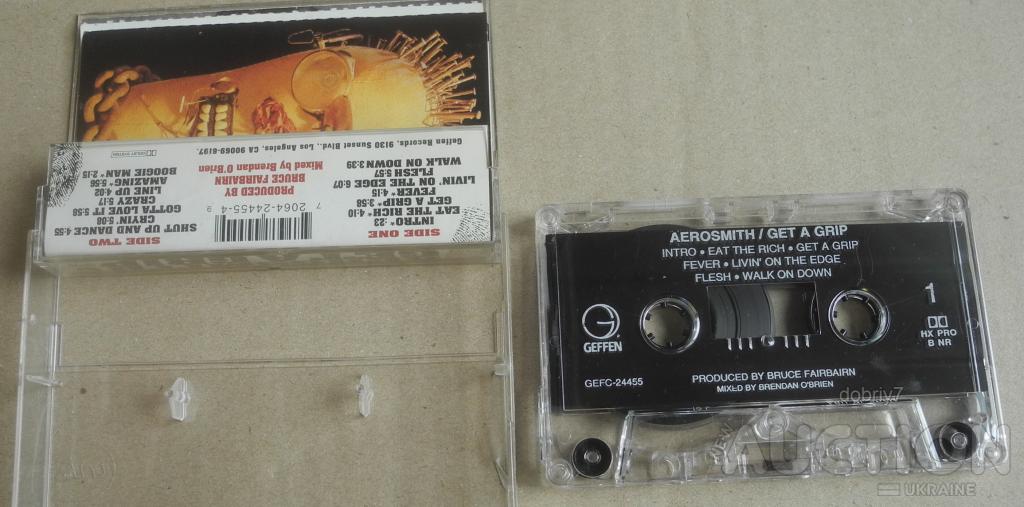 Geffen Records, 9130 Sunset Blvd., Los Angeles, CA 90069-6197.
DOLBY SYSTEM
SIDE ONE
INTRO* :23
EAT THE RICH* 4:10
GET A GRIP* 3:58
FEVER* 4:15
LIVIN' ON THE EDGE* 6:07
FLESH 5:57
WALK ON DOWN 3:39
7 2064-24455-4 9
PRODUCED BY
BRUCE FAIRBAIRN
Mixed by Brendan O'Brien
SIDE TWO
SHUT UP AND DANCE 4:55
CRYIN' 5:08
GOTTA LOVE IT 5:58
CRAZY 5:17
LINE UP 4:02
AMAZING* 5:56
BOOGIE MAN* 2:15
AEROSMITH / GET A GRIP
INTRO • EAT THE RICH • GET A GRIP
FEVER • LIVIN' ON THE EDGE
FLESH • WALK ON DOWN
1
G
GEFFEN
HX PRO
B NR
GEFC-24455
PRODUCED BY BRUCE FAIRBAIRN
MIXED BY BRENDAN O'BRIEN
dobriy7
AUCTION
UKRAINE